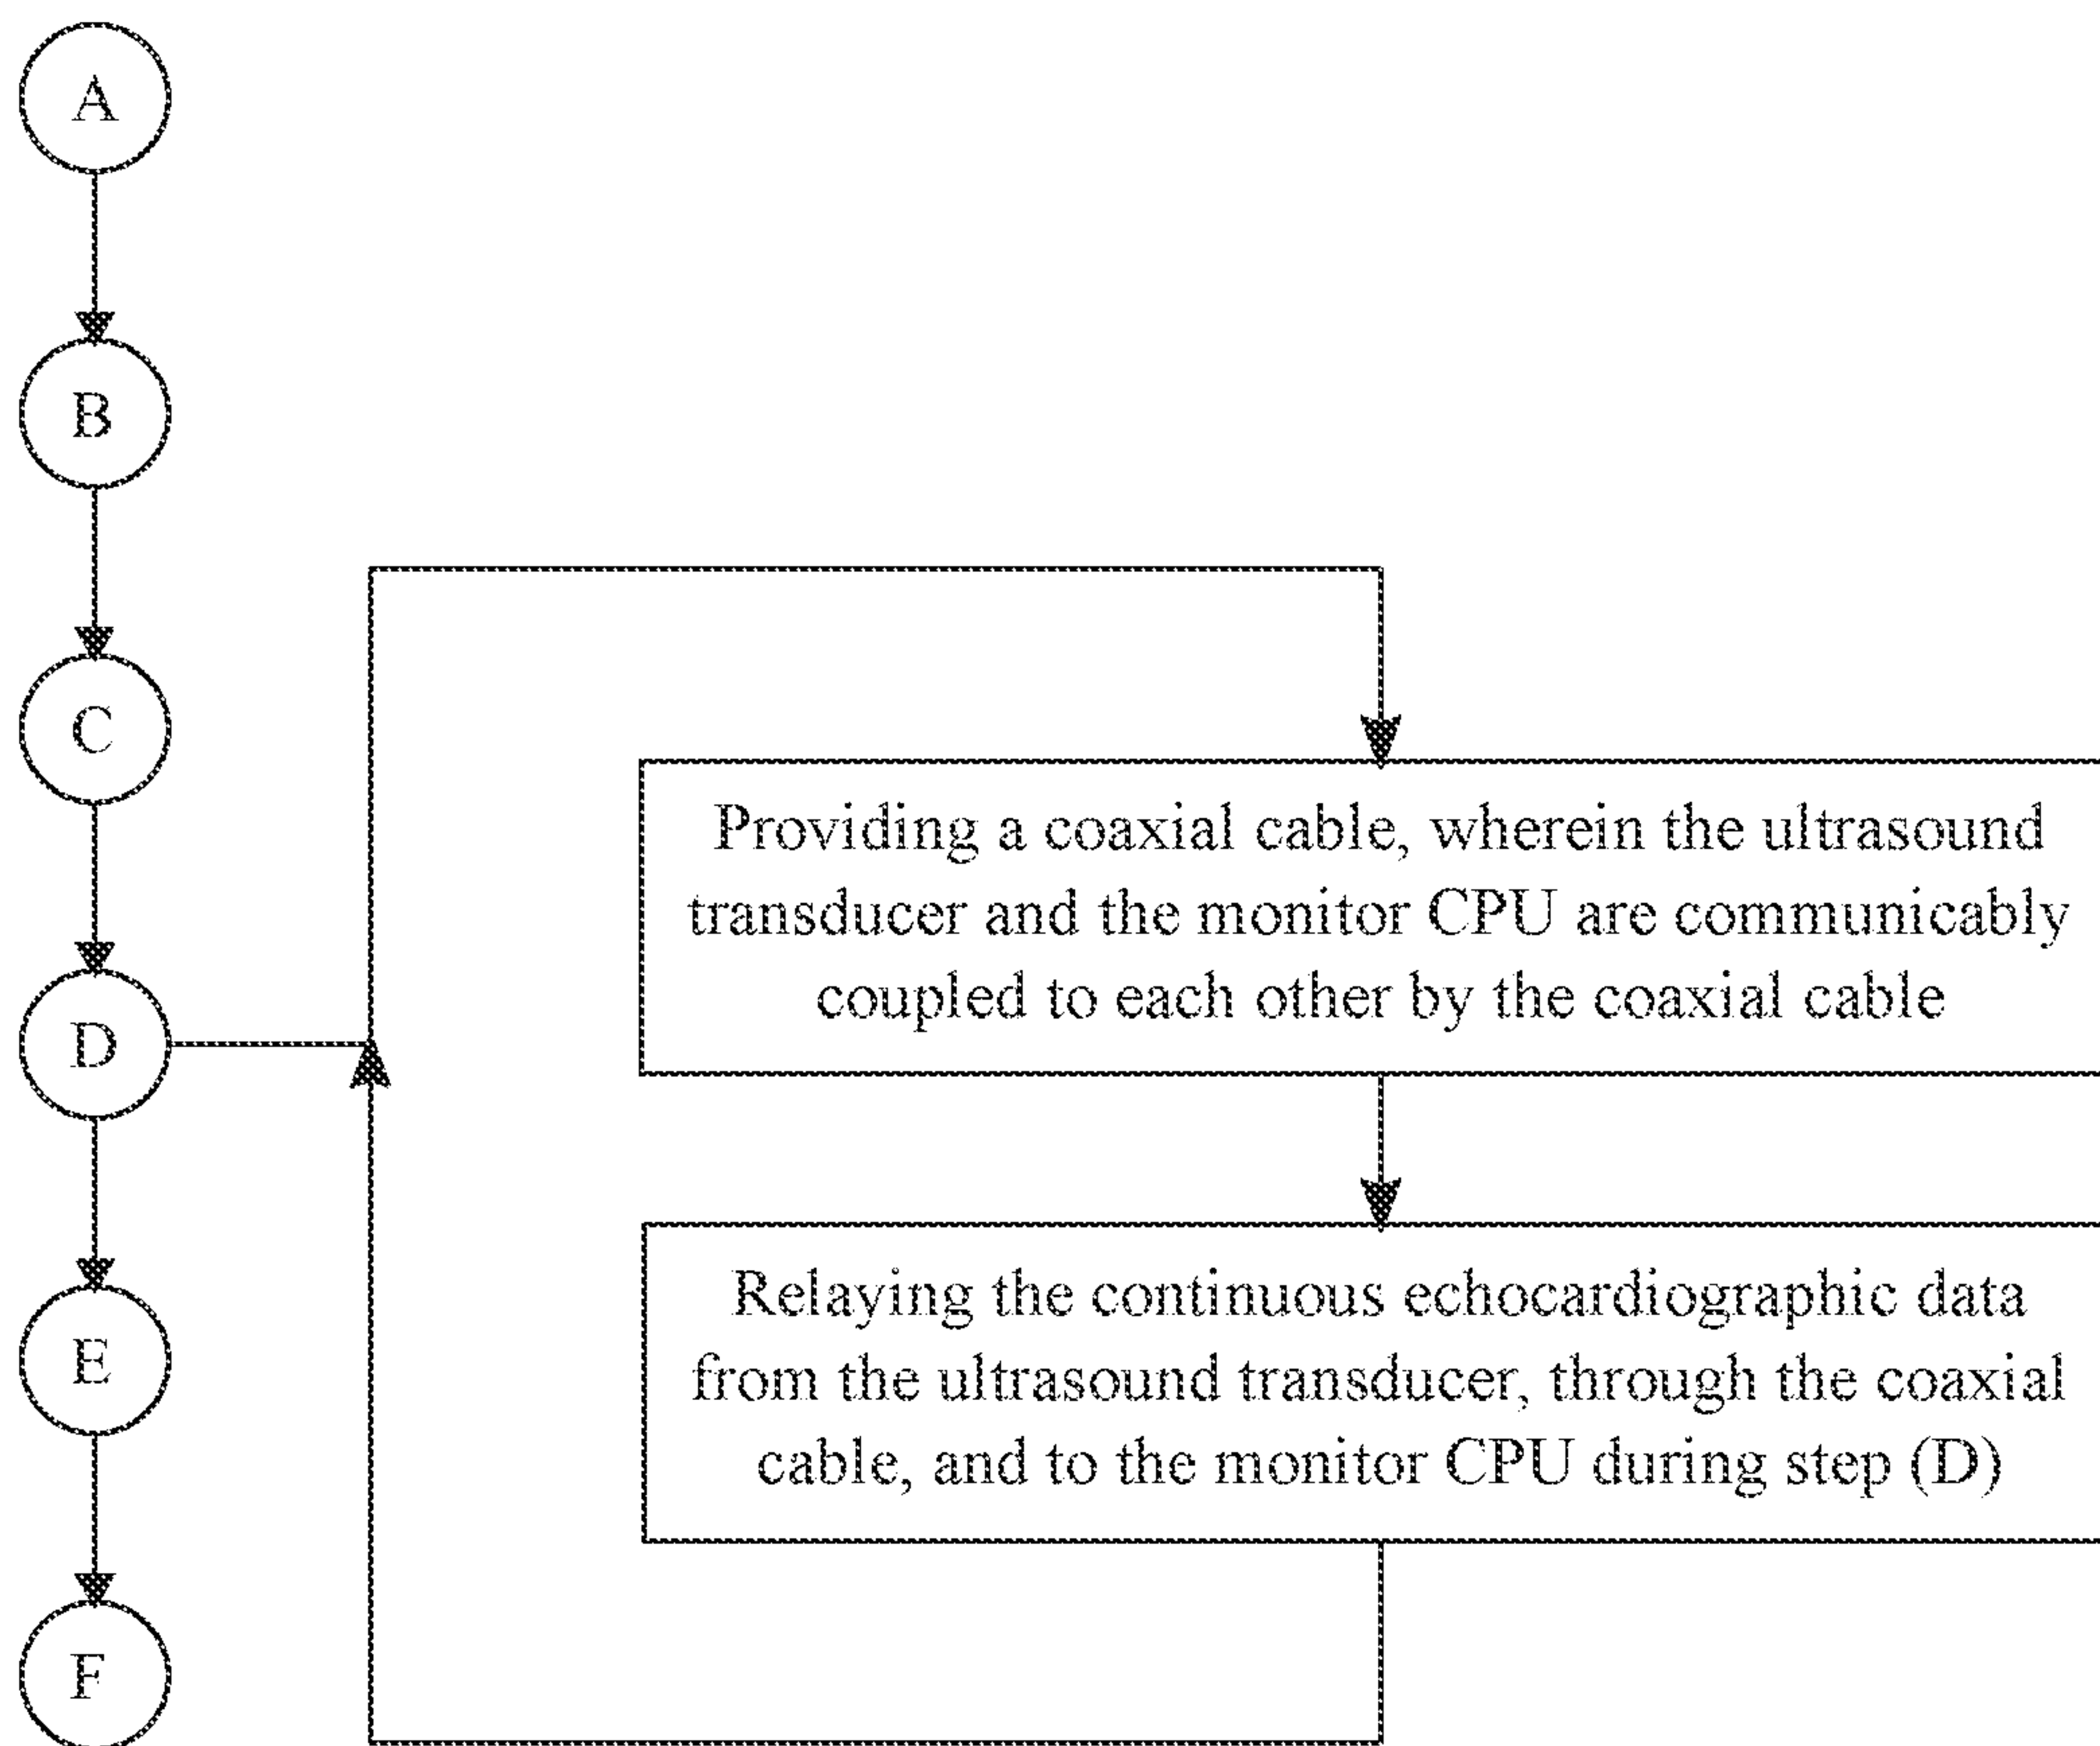 A
B
C
Providing a coaxial cable, wherein the ultrasound
transducer and the monitor CPU are communicably
coupled to each other by the coaxial cable
D
Relaying the continuous echocardiographic data
from the ultrasound transducer, through the coaxial
cable, and to the monitor CPU during step (D)
E
F